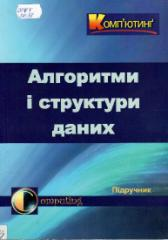 Комп'ютинг
Алгоритми
і структури
даних
Підручник
Computing